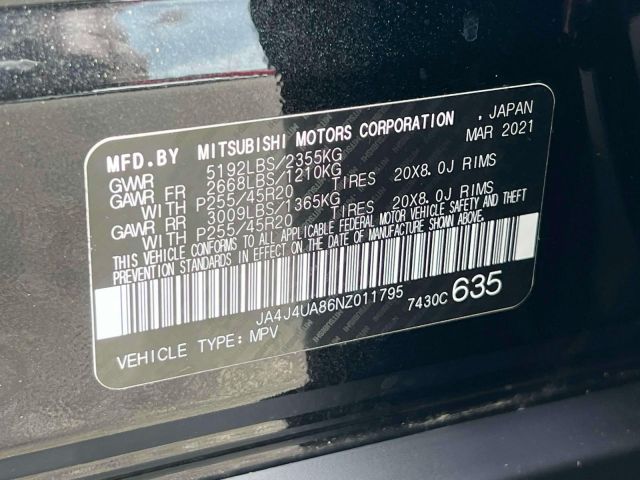 MFD.BY MITSUBISHI MOTORS CORPORATION , JAPAN
GVWR 5192LBS/2355KG MAR 2021
GAWR FR 2668LBS/1210KG
WITH P255/45R20 TIRES 20X8.0J RIMS
GAWR RR 3009LBS/1365KG
WITH P255/45R20 TIRES 20X8.0J RIMS
THIS VEHICLE CONFORMS TO ALL APPLICABLE FEDERAL MOTOR VEHICLE SAFETY AND THEFT
PREVENTION STANDARDS IN EFFECT ON THE DATE OF MANUFACTURE SHOWN ABOVE.
JA4J4UA86NZ011795 7430C 635
VEHICLE TYPE: MPV